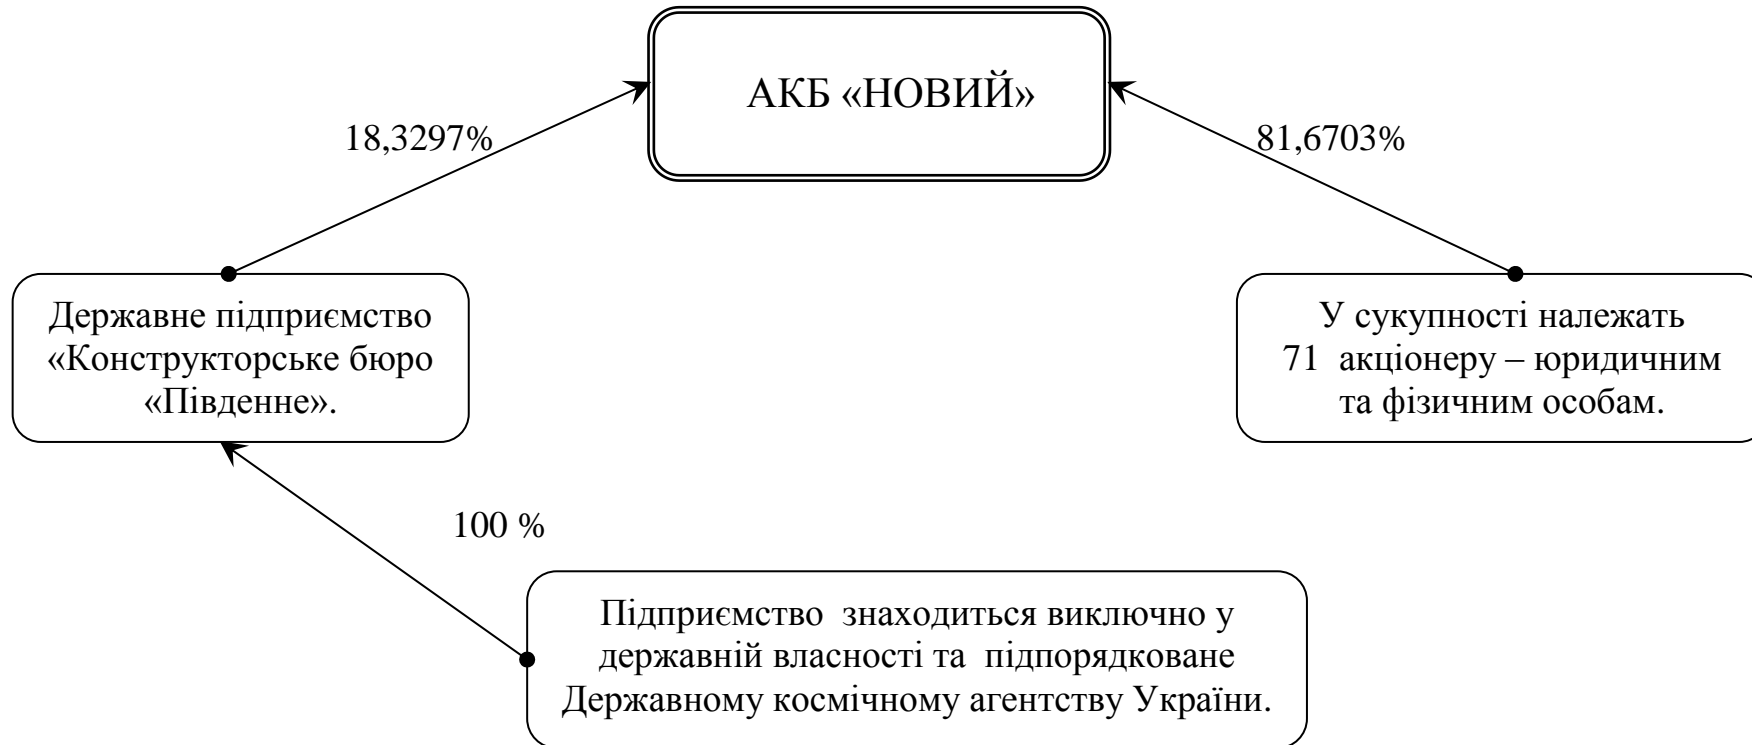 АКБ «НОВИЙ»
18,3297%
81,6703%
Державне підприємство
«Конструкторське бюро
«Південне».
У сукупності належать
71 акціонеру – юридичним
та фізичним особам.
100 %
Підприємство знаходиться виключно у
державній власності та підпорядковане
Державному космічному агентству України.